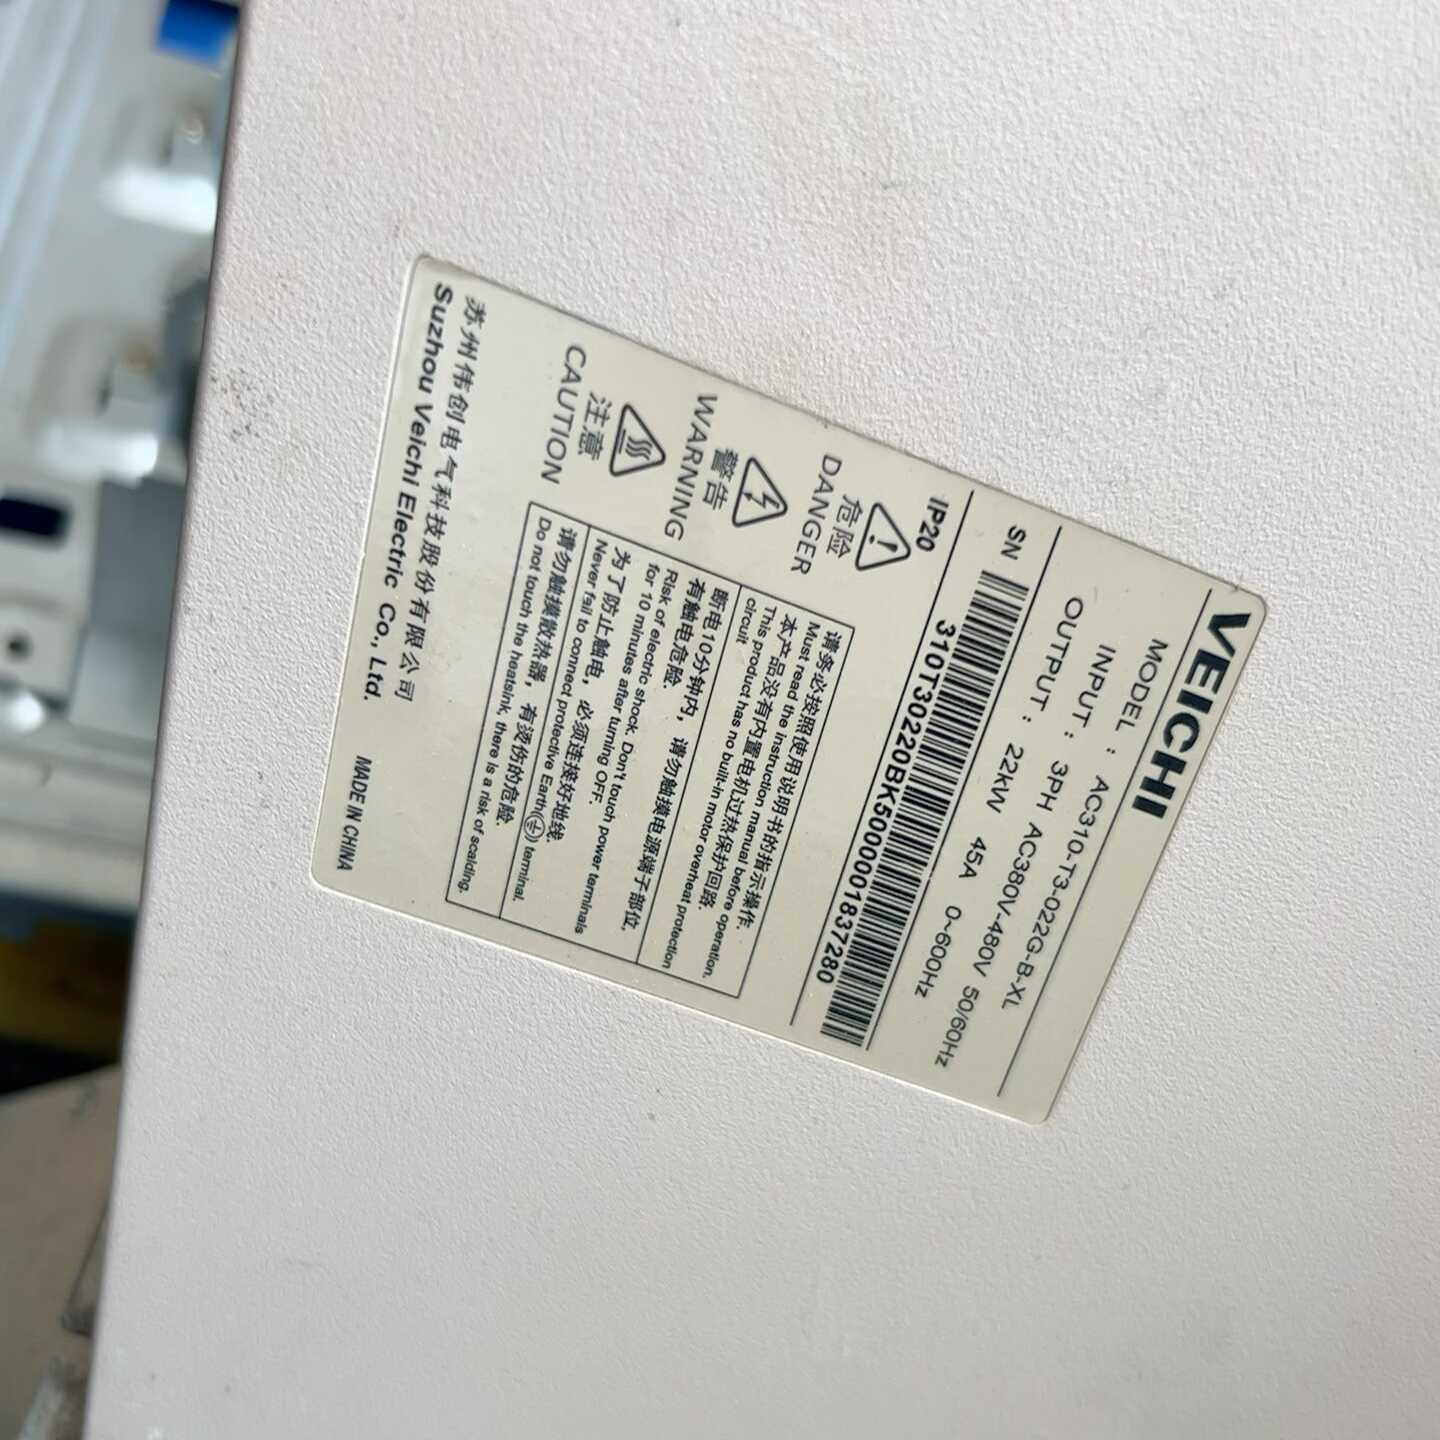 VEICHI
MODEL: AC310-T3-022G-B-XL
INPUT: 3PH AC380V-480V 50/60Hz
OUTPUT: 22kW 45A 0~600Hz
SN
310T30220BK5000001837280
IP20
危险
DANGER
请务必按照使用说明书的指示操作.
Must read the instruction manual before operation.
本产品没有内置电机过热保护回路.
This product has no built-in motor overheat protection
circuit
警告
WARNING
断电10分钟内，请勿触摸电源端子部位,
有触电危险.
Risk of electric shock. Don't touch power terminals
for 10 minutes after turning OFF.
为了防止触电，必须连接好地线.
Never fail to connect protective Earth() terminal.
注意
CAUTION
请勿触摸散热器，有烫伤的危险.
Do not touch the heatsink, there is a risk of scalding.
苏州伟创电气科技股份有限公司
Suzhou Veichi Electric Co., Ltd.
MADE IN CHINA